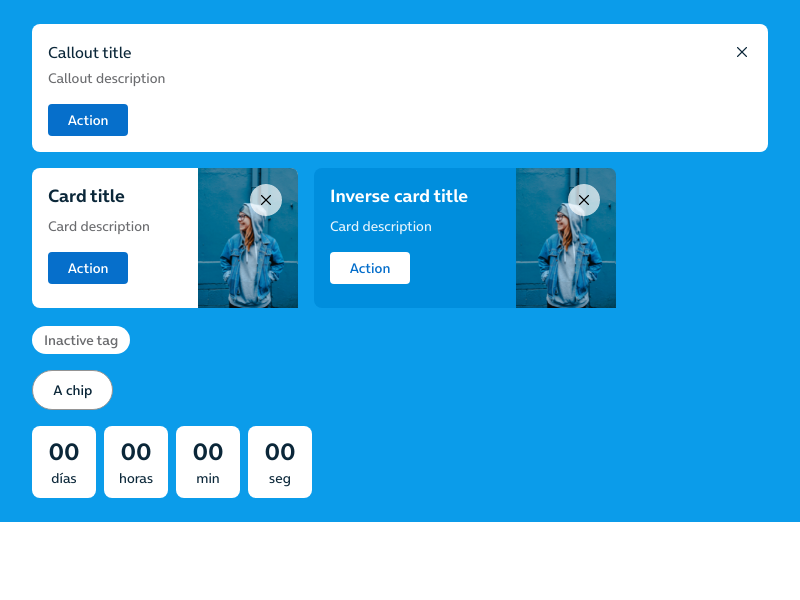 Callout title
Callout description
Action
Card title
Card description
Action
Inverse card title
Card description
Action
Inactive tag
A chip
00 00 00 00
días horas min seg